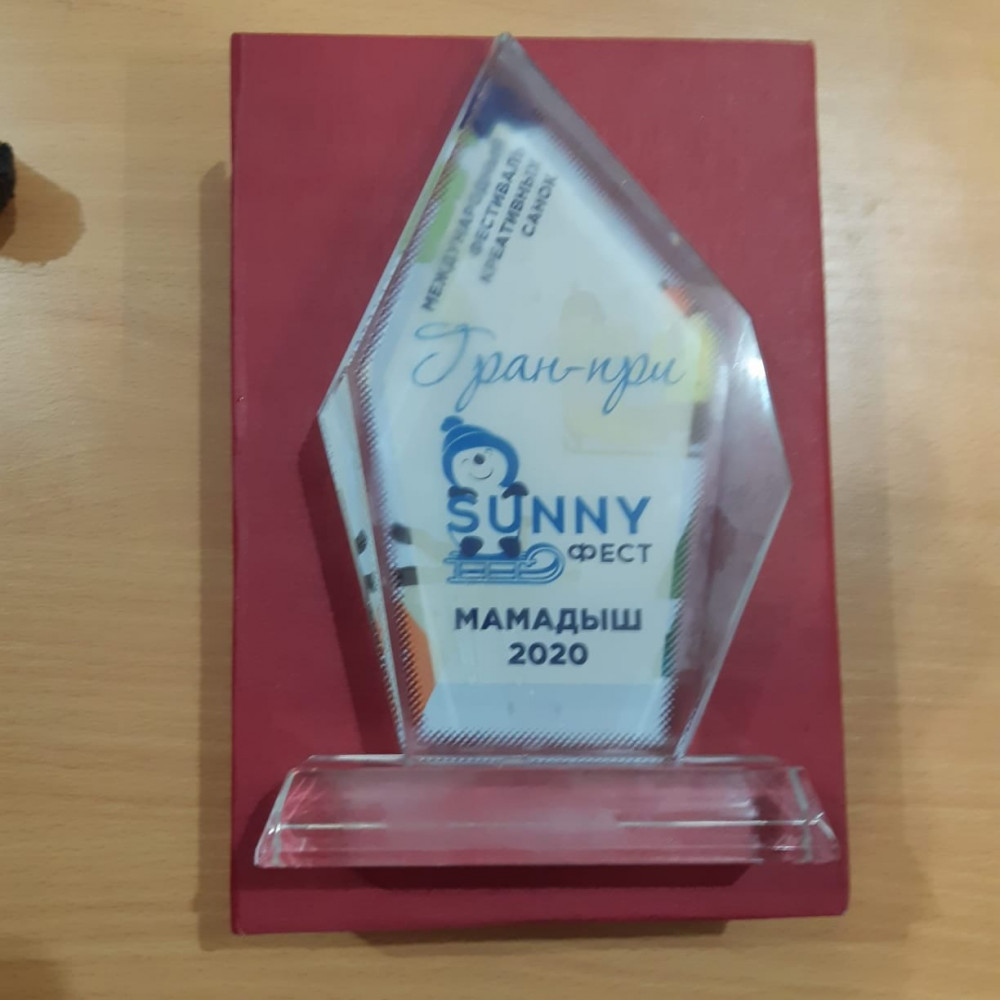 МЕЖДУНАРОДНЫЙ
ФЕСТИВАЛЬ
КРЕАТИВНЫХ
САНОК
Гран-при
SUNNY
ФЕСТ
МАМАДЫШ
2020